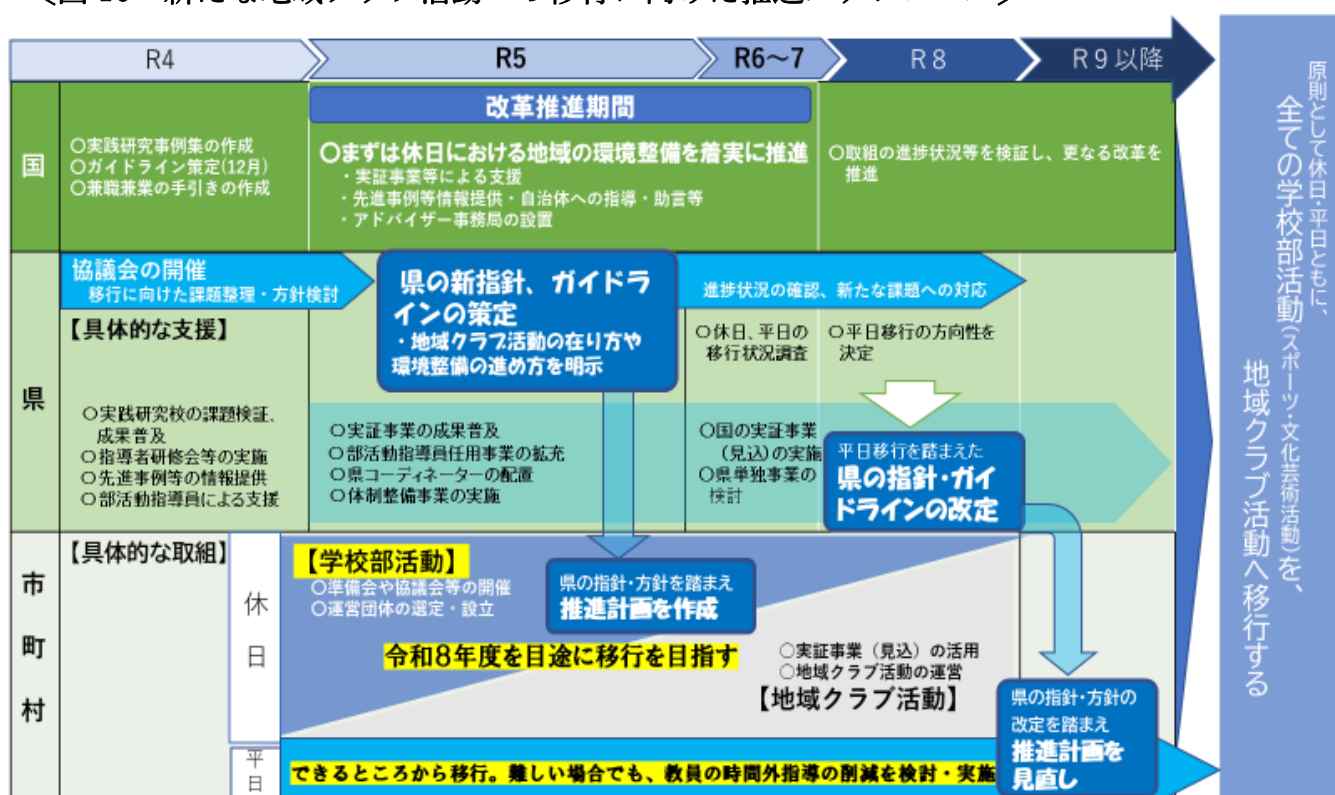 R4
R5
R6～7
R8
R9以降
国
○実践研究事例集の作成
○ガイドライン策定(12月)
○兼職兼業の手引きの作成
改革推進期間
○まずは休日における地域の環境整備を着実に推進
・実証事業等による支援
・先進事例等情報提供・自治体への指導・助言等
・アドバイザー事務局の設置
○取組の進捗状況等を検証し、更なる改革を
推進
県
協議会の開催
移行に向けた課題整理・方針検討
【具体的な支援】
○実践研究校の課題検証、
成果普及
○指導者研修会等の実施
○先進事例等の情報提供
○部活動指導員による支援
県の新指針、ガイドラ
インの策定
・地域クラブ活動の在り方や
環境整備の進め方を明示
○実証事業の成果普及
○部活動指導員任用事業の拡充
○県コーディネーターの配置
○体制整備事業の実施
進捗状況の確認、新たな課題への対応
○休日、平日の
移行状況調査
○国の実証事業
(見込)の実施
○県単独事業の
検討
○平日移行の方向性を
決定
平日移行を踏まえた
県の指針・ガイ
ドラインの改定
市町村
【具体的な取組】
休日
【学校部活動】
○準備会や協議会等の開催
○運営団体の選定・設立
県の指針・方針を踏まえ
推進計画を作成
令和8年度を目途に移行を目指す
○実証事業（見込）の活用
○地域クラブ活動の運営
【地域クラブ活動】
県の指針・方針の
改定を踏まえ
推進計画を
見直し
平日
できるところから移行。難しい場合でも、教員の時間外指導の削減を検討・実施
原則として休日・平日ともに、
全ての学校部活動(スポーツ・文化芸術活動)を、
地域クラブ活動へ移行する